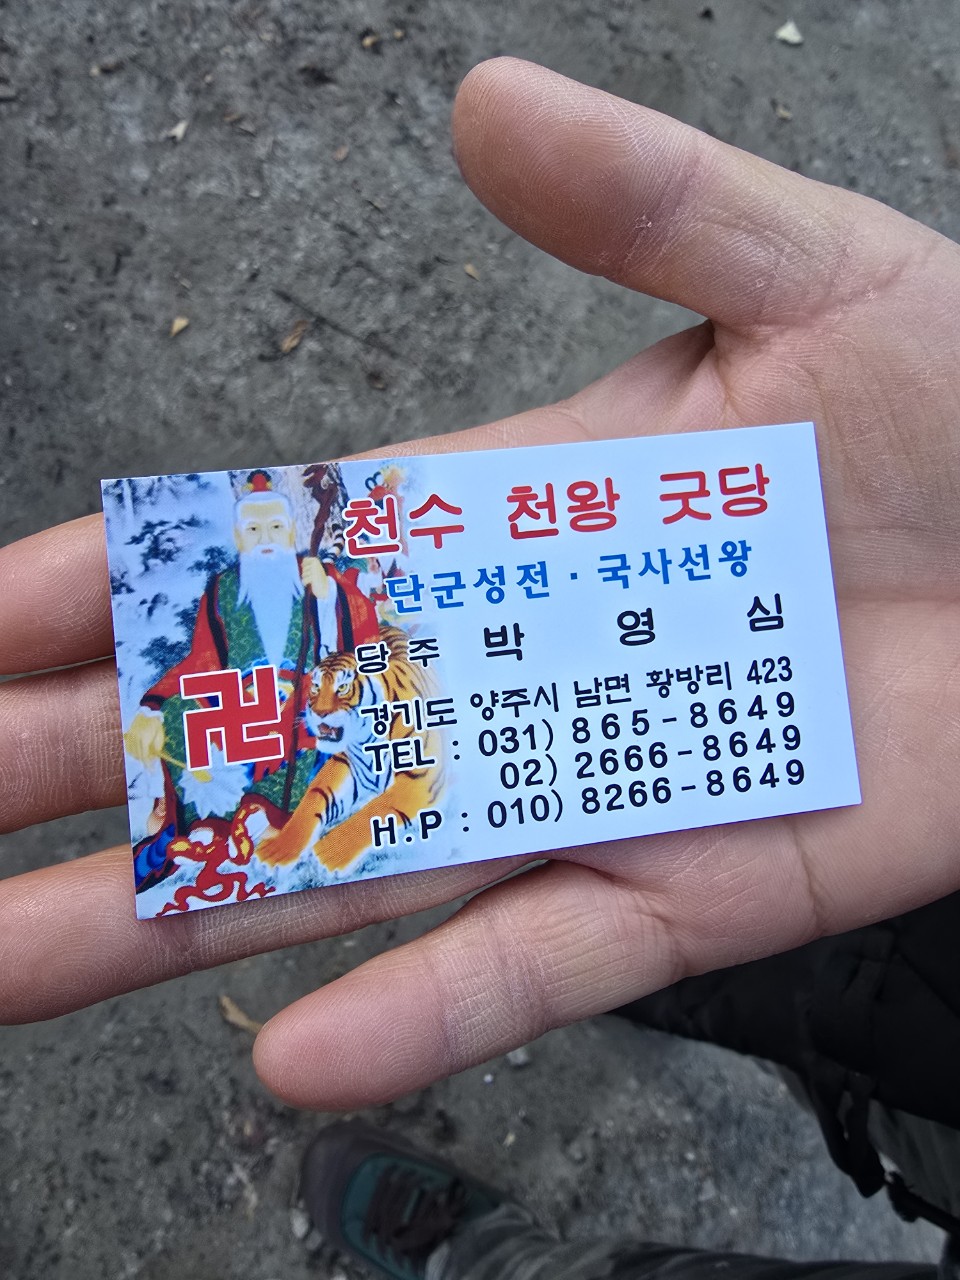 천수 천왕 굿당
단군성전 · 국사선왕
당주 박 영 심
경기도 양주시 남면 황방리 423
TEL : 031) 865-8649
02) 2666-8649
H.P : 010) 8266-8649
卍